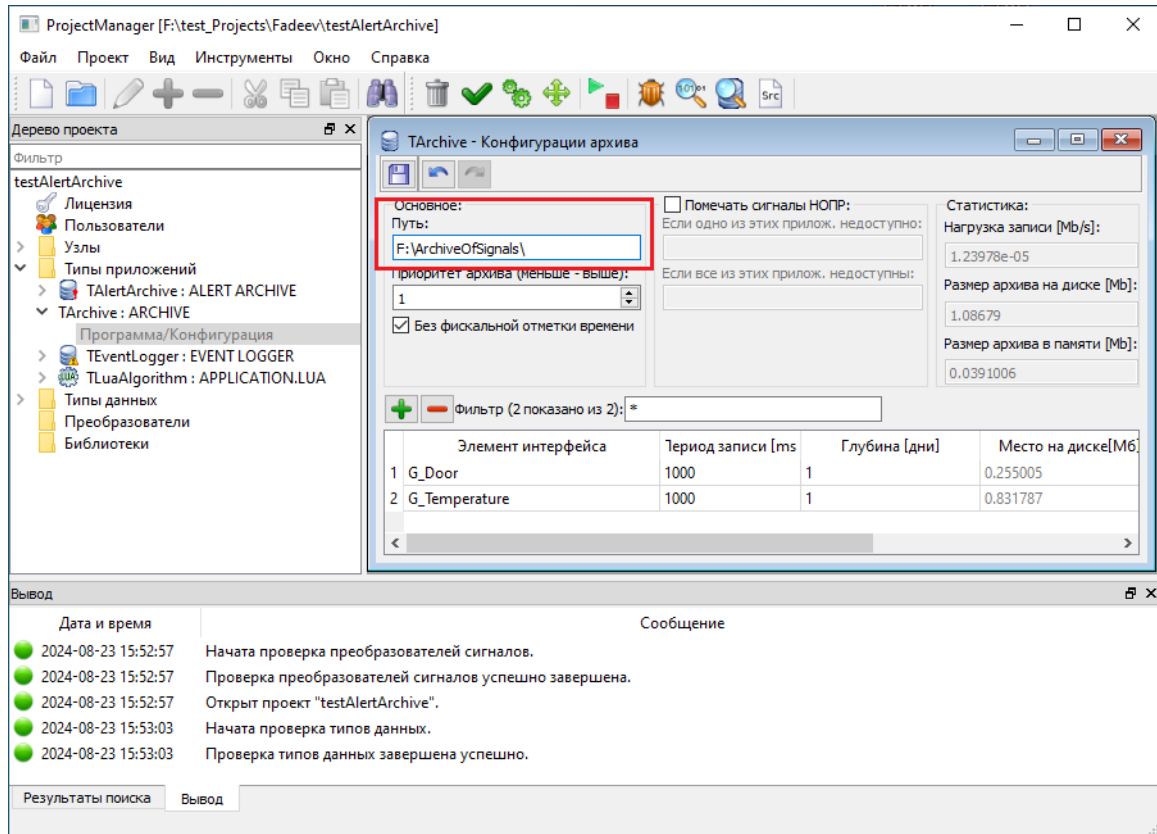 ProjectManager [F:\test_Projects\Fadeev\testAlertArchive]
Файл Проект Вид Инструменты Окно Справка
Src
Дерево проекта
Фильтр
testAlertArchive
Лицензия
Пользователи
Узлы
Типы приложений
TAlertArchive : ALERT ARCHIVE
TArchive : ARCHIVE
Программа/Конфигурация
TEventLogger : EVENT LOGGER
TLuaAlgorithm : APPLICATION.LUA
Типы данных
Преобразователи
Библиотеки
TArchive - Конфигурации архива
Основное:
Путь:
F:\ArchiveOfSignals\
Приоритет архива (меньше - выше):
1
Без фискальной отметки времени
Помечать сигналы НОПР:
Если одно из этих прилож. недоступно:
Если все из этих прилож. недоступны:
Статистика:
Нагрузка записи [Mb/s]:
1.23978e-05
Размер архива на диске [Mb]:
1.08679
Размер архива в памяти [Mb]:
0.0391006
Фильтр (2 показано из 2): *
Элемент интерфейса Период записи [ms Глубина [дни] Место на диске[Мб]
1 G_Door 1000 1 0.255005
2 G_Temperature 1000 1 0.831787
Вывод
Дата и время Сообщение
2024-08-23 15:52:57 Начата проверка преобразователей сигналов.
2024-08-23 15:52:57 Проверка преобразователей сигналов успешно завершена.
2024-08-23 15:52:57 Открыт проект "testAlertArchive".
2024-08-23 15:53:03 Начата проверка типов данных.
2024-08-23 15:53:03 Проверка типов данных завершена успешно.
Результаты поиска Вывод